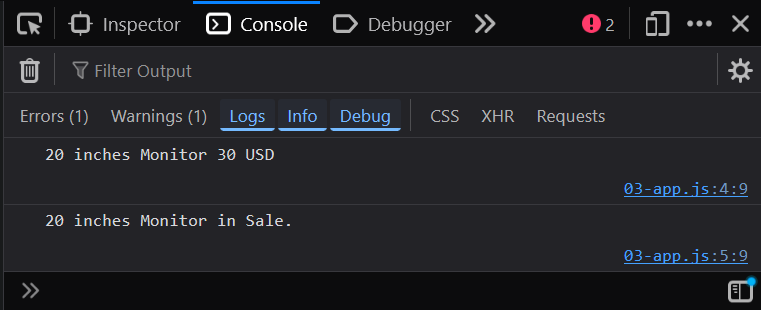 Inspector Console Debugger 2
Filter Output
Errors (1) Warnings (1) Logs Info Debug CSS XHR Requests
20 inches Monitor 30 USD
03-app.js:4:9
20 inches Monitor in Sale.
03-app.js:5:9